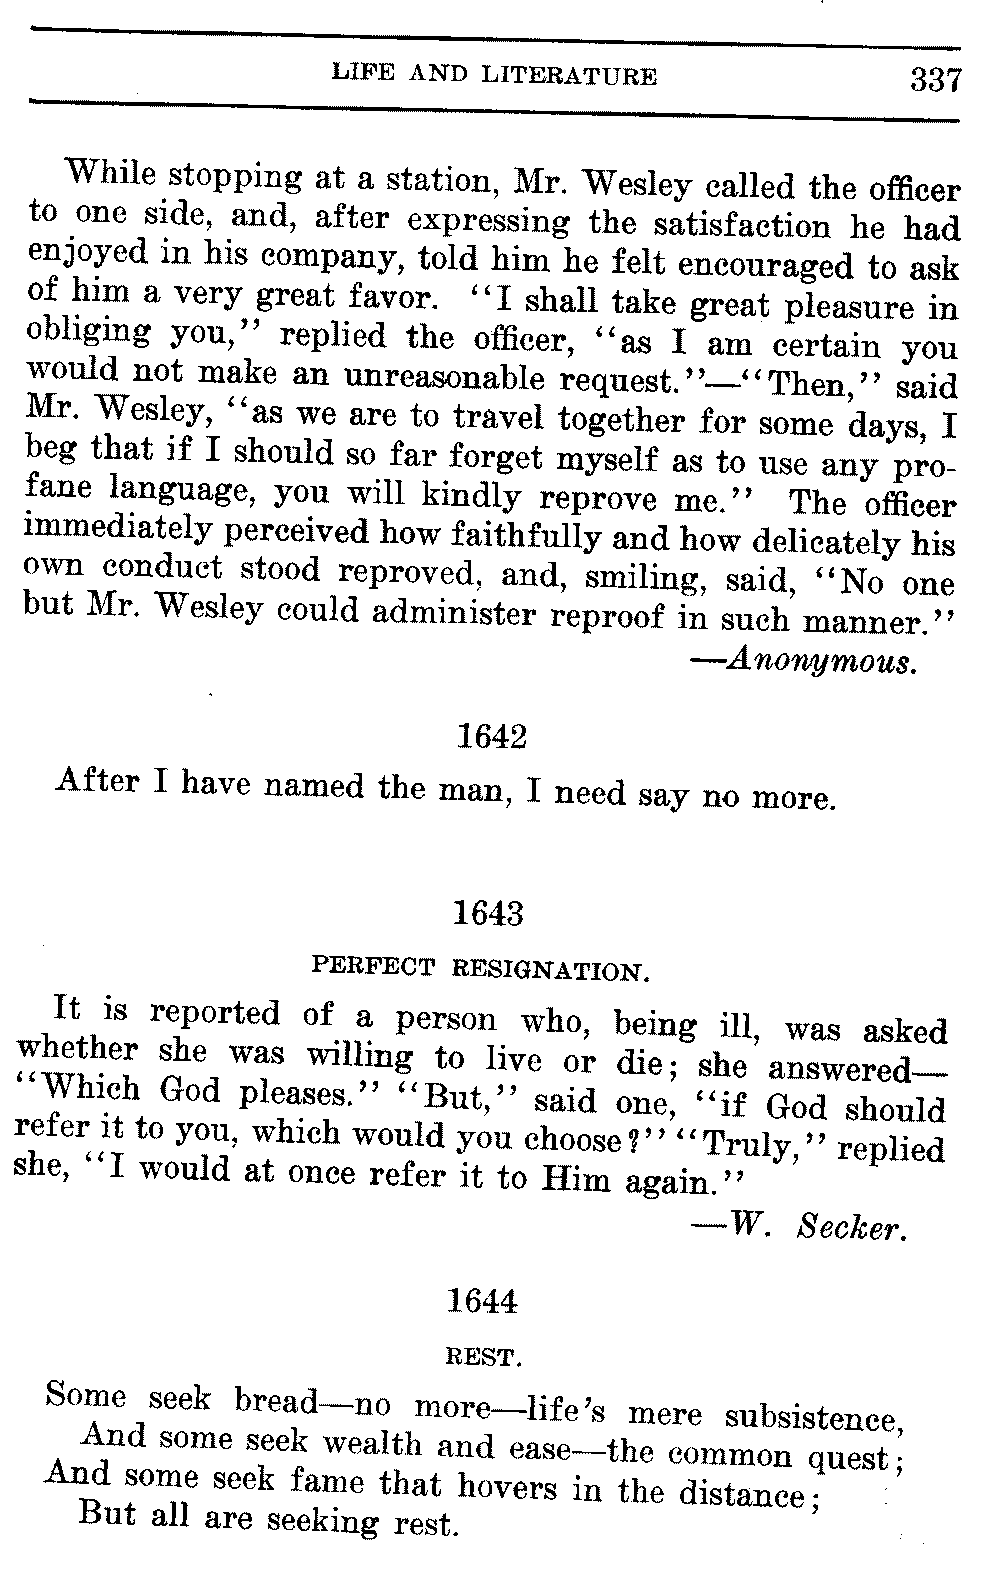 LIFE AND LITERATURE 337
While stopping at a station, Mr. Wesley called the officer
to one side, and, after expressing the satisfaction he had
enjoyed in his company, told him he felt encouraged to ask
of him a very great favor. "I shall take great pleasure in
obliging you," replied the officer, "as I am certain you
would not make an unreasonable request."—"Then," said
Mr. Wesley, "as we are to travel together for some days, I
beg that if I should so far forget myself as to use any pro-
fane language, you will kindly reprove me." The officer
immediately perceived how faithfully and how delicately his
own conduct stood reproved, and, smiling, said, "No one
but Mr. Wesley could administer reproof in such manner."
—Anonymous.
1642
After I have named the man, I need say no more.
1643
PERFECT RESIGNATION.
It is reported of a person who, being ill, was asked
whether she was willing to live or die; she answered—
"Which God pleases." "But," said one, "if God should
refer it to you, which would you choose?" "Truly," replied
she, "I would at once refer it to Him again."
—W. Secker.
1644
REST.
Some seek bread—no more—life's mere subsistence,
And some seek wealth and ease—the common quest;
And some seek fame that hovers in the distance;
But all are seeking rest.